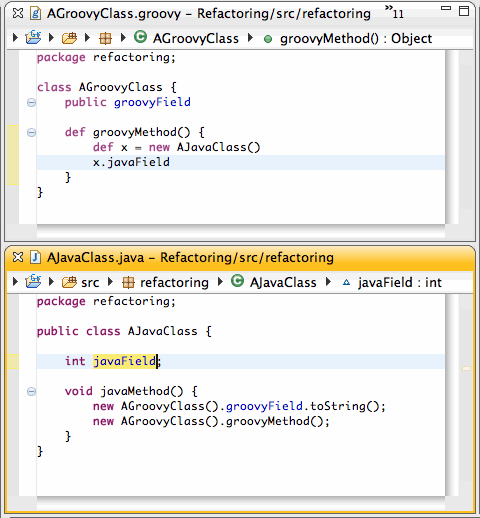 AGroovyClass.groovy – Refactoring/src/refactoring
»11
AGroovyClass groovyMethod() : Object
package refactoring;
class AGroovyClass {
public groovyField
def groovyMethod() {
def x = new AJavaClass()
x.javaField
}
}
AJavaClass.java – Refactoring/src/refactoring
src refactoring AJavaClass javaField : int
package refactoring;
public class AJavaClass {
int javaField;
void javaMethod() {
new AGroovyClass().groovyField.toString();
new AGroovyClass().groovyMethod();
}
}